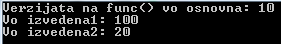 Verzijata na func() vo osnovna: 10
Vo izvedena1: 100
Vo izvedena2: 20